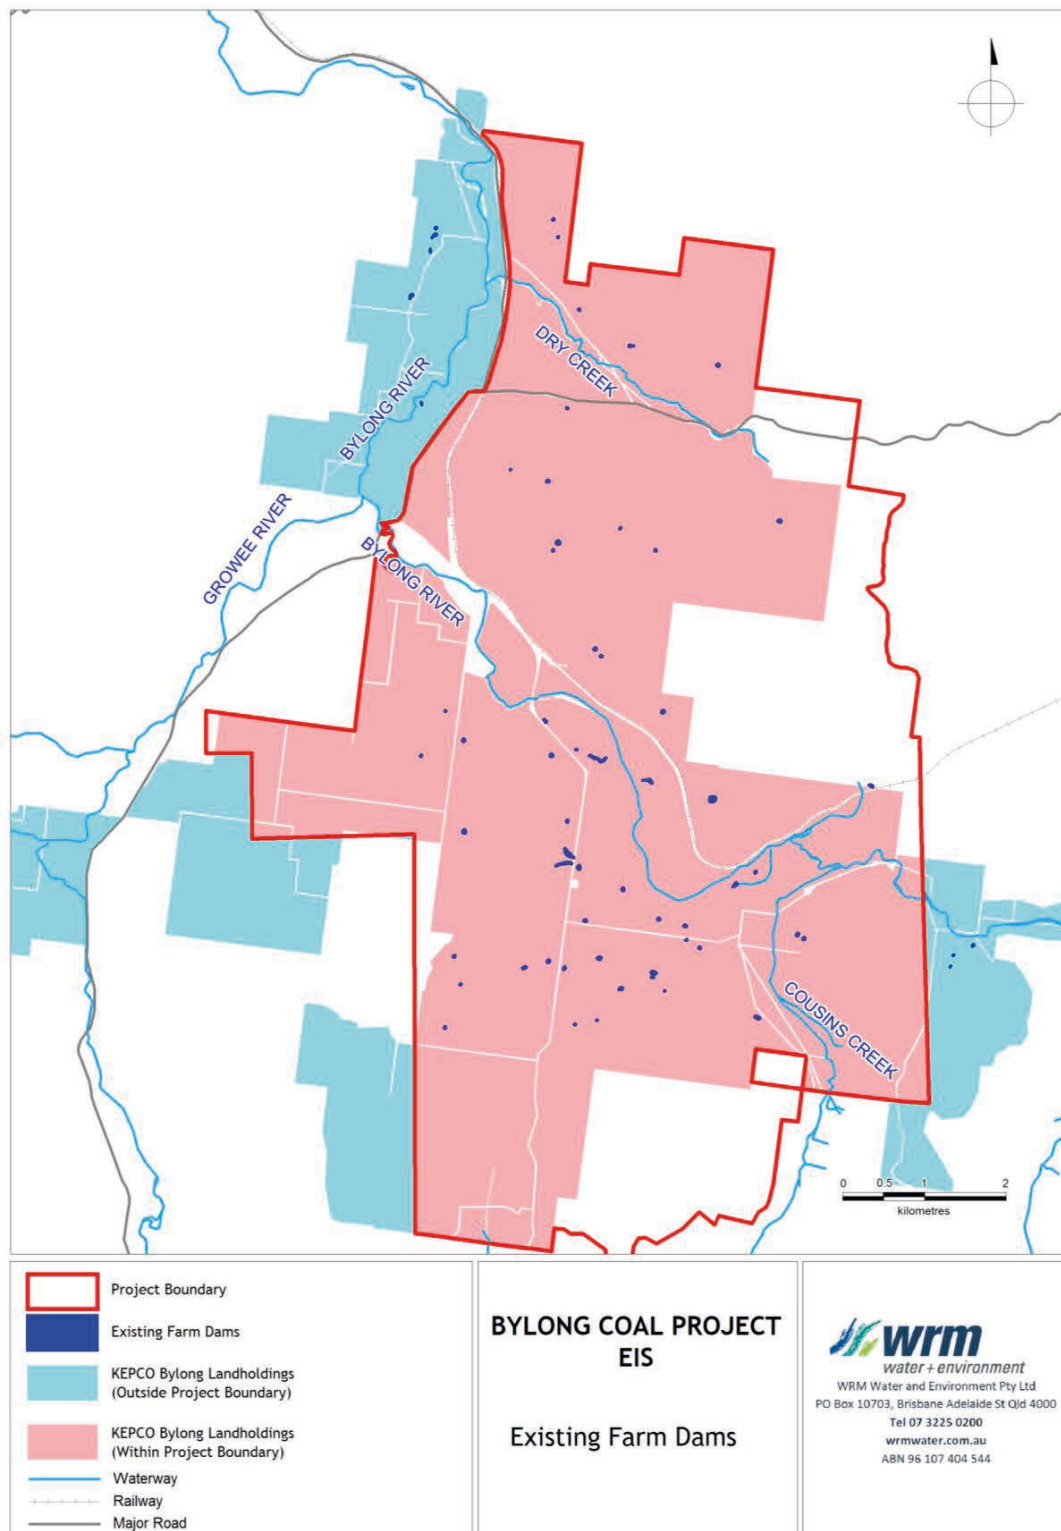 DRY CREEK
BYLONG RIVER
GROWEE RIVER
BYLONG RIVER
COUSINS CREEK
0 0.5 1 2
kilometres
Project Boundary
Existing Farm Dams
KEPCO Bylong Landholdings
(Outside Project Boundary)
KEPCO Bylong Landholdings
(Within Project Boundary)
Waterway
Railway
Major Road
BYLONG COAL PROJECT
EIS
Existing Farm Dams
wrm
water + environment
WRM Water and Environment Pty Ltd
PO Box 10703, Brisbane Adelaide St Qld 4000
Tel 07 3225 0200
wrmwater.com.au
ABN 96 107 404 544